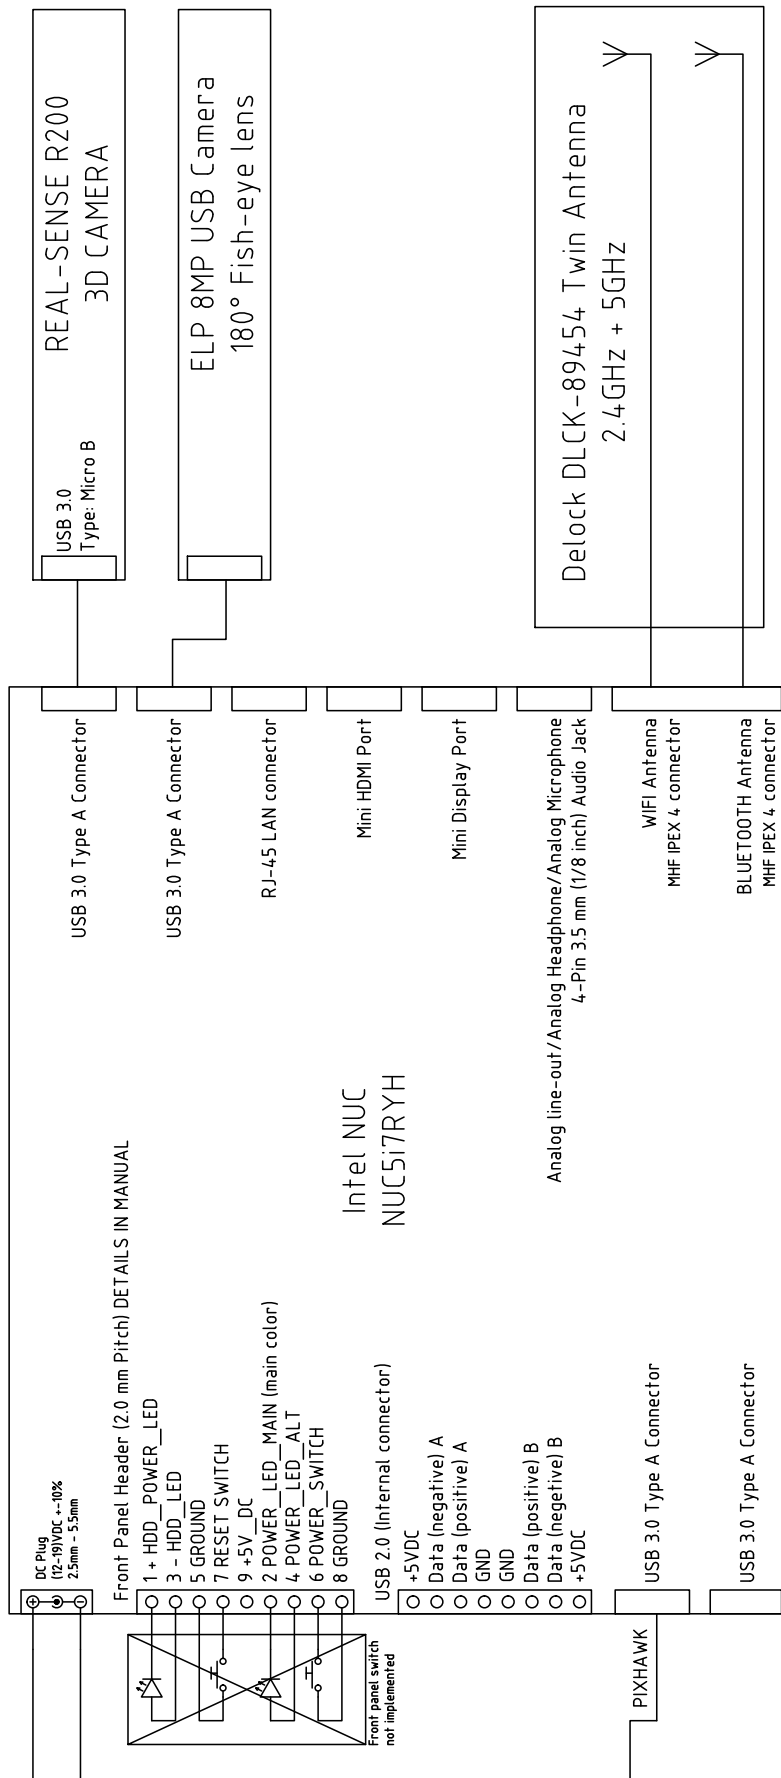 REAL-SENSE R200
3D CAMERA
USB 3.0
Type: Micro B
ELP 8MP USB Camera
180° Fish-eye lens
Delock DLCK-89454 Twin Antenna
2.4GHz + 5GHz
USB 3.0 Type A Connector
USB 3.0 Type A Connector
RJ-45 LAN connector
Mini HDMI Port
Mini Display Port
Analog line-out/Analog Headphone/Analog Microphone
4-Pin 3.5 mm (1/8 inch) Audio Jack
WIFI Antenna
MHF IPEX 4 connector
BLUETOOTH Antenna
MHF IPEX 4 connector
Intel NUC
NUC5i7RYH
DC Plug
(12-19)VDC +-10%
2.5mm - 5.5mm
Front Panel Header (2.0 mm Pitch) DETAILS IN MANUAL
1 + HDD_POWER_LED
3 - HDD_LED
5 GROUND
7 RESET SWITCH
9 +5V_DC
2 POWER_LED_MAIN (main color)
4 POWER_LED_ALT
6 POWER_SWITCH
8 GROUND
USB 2.0 (Internal connector)
+5VDC
Data (negative) A
Data (positive) A
GND
GND
Data (positive) B
Data (negetive) B
+5VDC
USB 3.0 Type A Connector
USB 3.0 Type A Connector
Front panel switch
not implemented
PIXHAWK